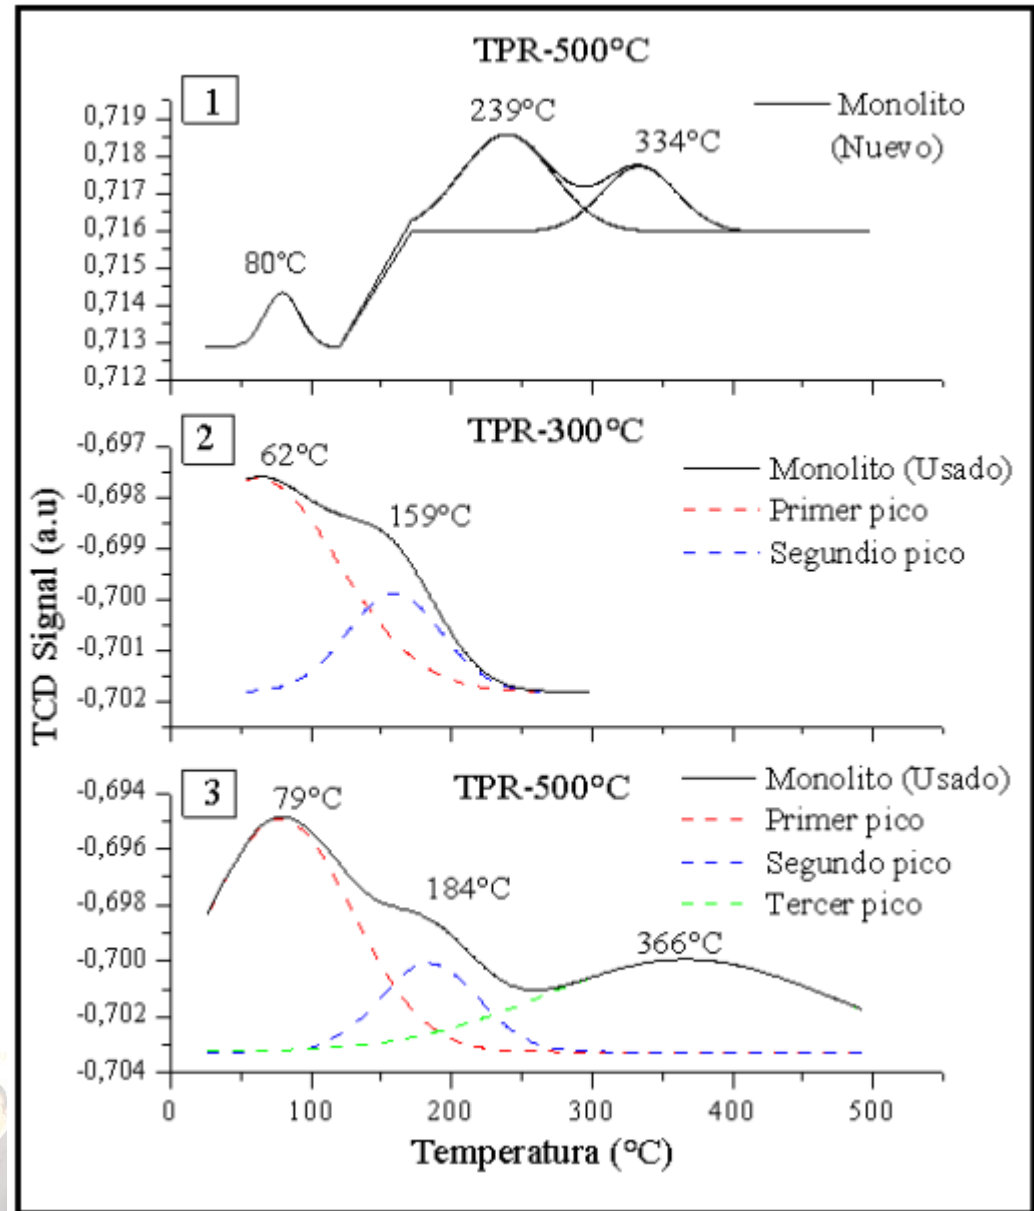 TPR-500°C
1
239°C
334°C
80°C
Monolito
(Nuevo)
0,719
0,718
0,717
0,716
0,715
0,714
0,713
0,712
TPR-300°C
2
62°C
159°C
Monolito (Usado)
Primer pico
Segundio pico
-0,697
-0,698
-0,699
-0,700
-0,701
-0,702
TCD Signal (a.u)
TPR-500°C
3
79°C
184°C
366°C
Monolito (Usado)
Primer pico
Segundo pico
Tercer pico
-0,694
-0,696
-0,698
-0,700
-0,702
-0,704
0 100 200 300 400 500
Temperatura (°C)